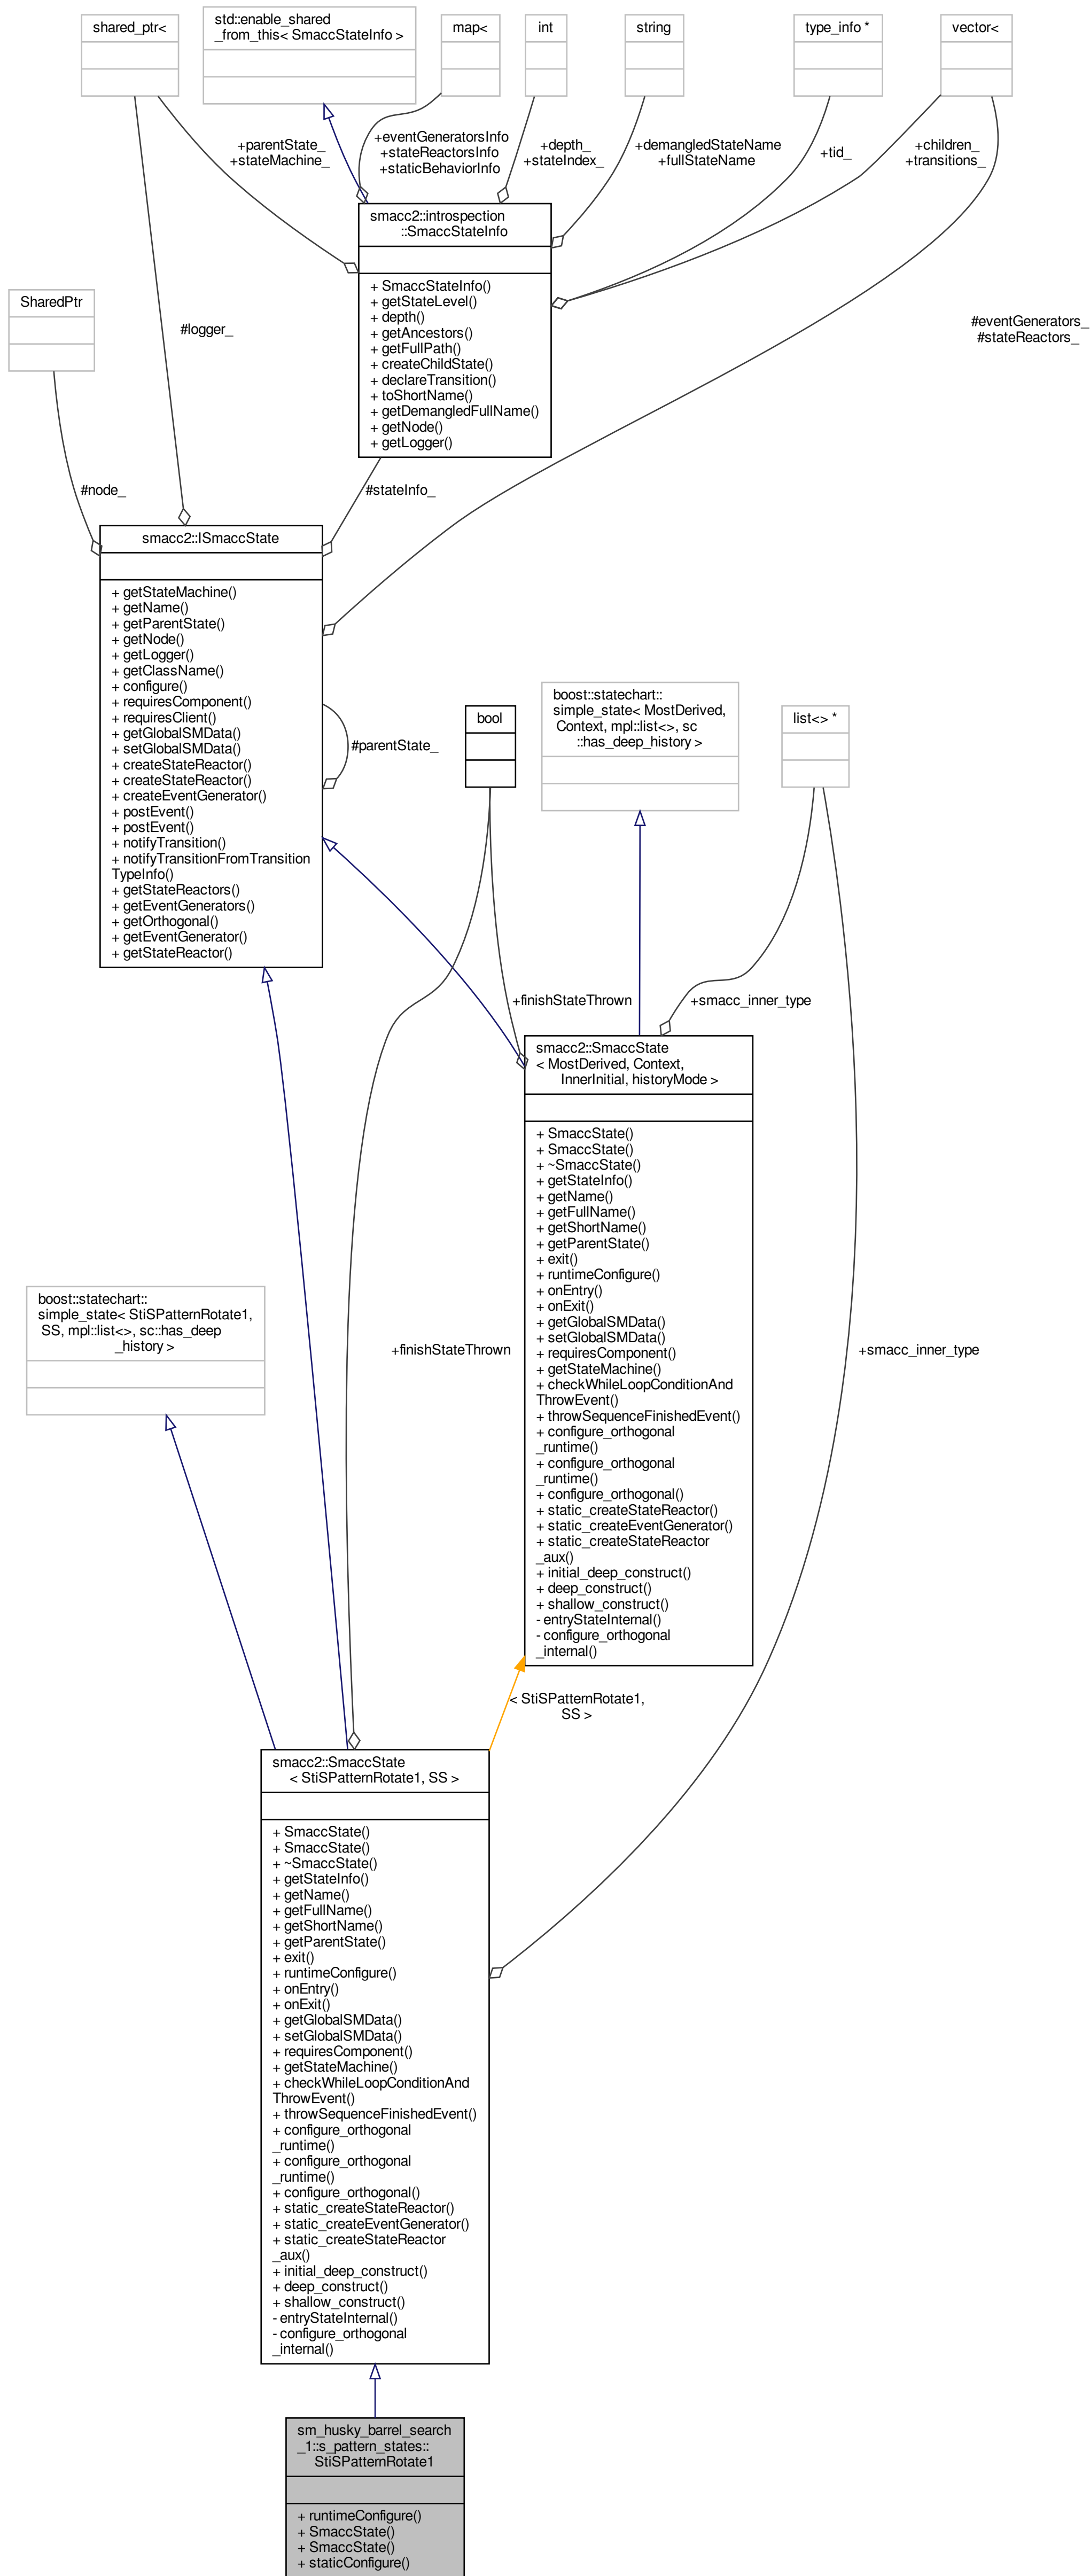 shared_ptr<
std::enable_shared
_from_this< SmaccStateInfo >
map<
int
string
type_info *
vector<
+parentState_
+stateMachine_
+eventGeneratorsInfo
+stateReactorsInfo
+staticBehaviorInfo
+depth_
+stateIndex_
+demangledStateName
+fullStateName
+tid_
+children_
+transitions_
smacc2::introspection
::SmaccStateInfo
+ SmaccStateInfo()
+ getStateLevel()
+ depth()
+ getAncestors()
+ getFullPath()
+ createChildState()
+ declareTransition()
+ toShortName()
+ getDemangledFullName()
+ getNode()
+ getLogger()
SharedPtr
#logger_
#eventGenerators_
#stateReactors_
#node_
#stateInfo_
smacc2::ISmaccState
+ getStateMachine()
+ getName()
+ getParentState()
+ getNode()
+ getLogger()
+ getClassName()
+ configure()
+ requiresComponent()
+ requiresClient()
+ getGlobalSMData()
+ setGlobalSMData()
+ createStateReactor()
+ createStateReactor()
+ createEventGenerator()
+ postEvent()
+ postEvent()
+ notifyTransition()
+ notifyTransitionFromTransition
TypeInfo()
+ getStateReactors()
+ getEventGenerators()
+ getOrthogonal()
+ getEventGenerator()
+ getStateReactor()
#parentState_
bool
boost::statechart::
simple_state< MostDerived,
Context, mpl::list<>, sc
::has_deep_history >
list<> *
+finishStateThrown
+smacc_inner_type
smacc2::SmaccState
< MostDerived, Context,
InnerInitial, historyMode >
+ SmaccState()
+ SmaccState()
+ ~SmaccState()
+ getStateInfo()
+ getName()
+ getFullName()
+ getShortName()
+ getParentState()
+ exit()
+ runtimeConfigure()
+ onEntry()
+ onExit()
+ getGlobalSMData()
+ setGlobalSMData()
+ requiresComponent()
+ getStateMachine()
+ checkWhileLoopConditionAnd
ThrowEvent()
+ throwSequenceFinishedEvent()
+ configure_orthogonal
_runtime()
+ configure_orthogonal
_runtime()
+ configure_orthogonal()
+ static_createStateReactor()
+ static_createEventGenerator()
+ static_createStateReactor
_aux()
+ initial_deep_construct()
+ deep_construct()
+ shallow_construct()
- entryStateInternal()
- configure_orthogonal
_internal()
boost::statechart::
simple_state< StiSPatternRotate1,
SS, mpl::list<>, sc::has_deep
_history >
+finishStateThrown
+smacc_inner_type
< StiSPatternRotate1,
SS >
smacc2::SmaccState
< StiSPatternRotate1, SS >
+ SmaccState()
+ SmaccState()
+ ~SmaccState()
+ getStateInfo()
+ getName()
+ getFullName()
+ getShortName()
+ getParentState()
+ exit()
+ runtimeConfigure()
+ onEntry()
+ onExit()
+ getGlobalSMData()
+ setGlobalSMData()
+ requiresComponent()
+ getStateMachine()
+ checkWhileLoopConditionAnd
ThrowEvent()
+ throwSequenceFinishedEvent()
+ configure_orthogonal
_runtime()
+ configure_orthogonal
_runtime()
+ configure_orthogonal()
+ static_createStateReactor()
+ static_createEventGenerator()
+ static_createStateReactor
_aux()
+ initial_deep_construct()
+ deep_construct()
+ shallow_construct()
- entryStateInternal()
- configure_orthogonal
_internal()
sm_husky_barrel_search
_1::s_pattern_states::
StiSPatternRotate1
+ runtimeConfigure()
+ SmaccState()
+ SmaccState()
+ staticConfigure()